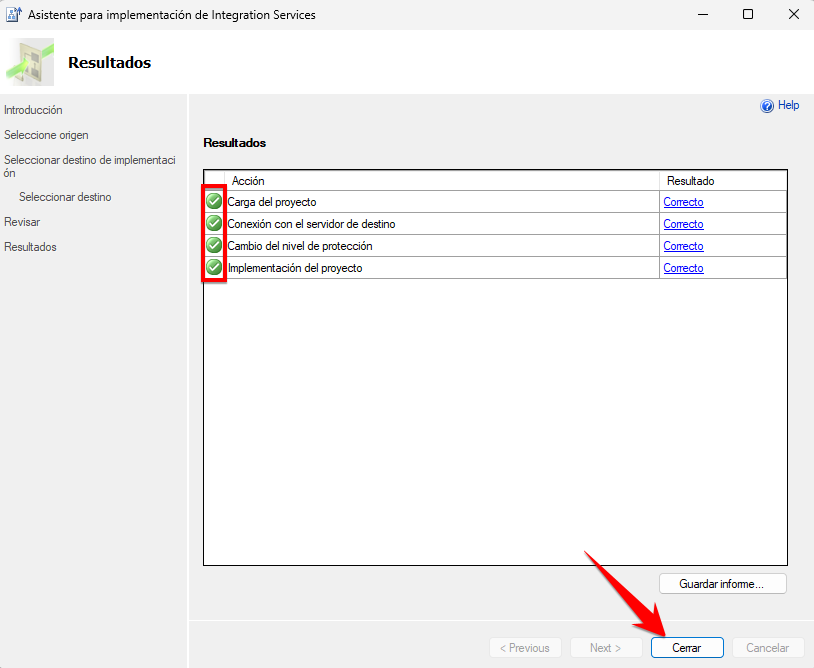 Asistente para implementación de Integration Services
Resultados
Introducción
Seleccione origen
Seleccionar destino de implementaci
ón
Seleccionar destino
Revisar
Resultados
Help
Resultados
Acción Resultado
Carga del proyecto Correcto
Conexión con el servidor de destino Correcto
Cambio del nivel de protección Correcto
Implementación del proyecto Correcto
Guardar informe...
< Previous Next > Cerrar Cancelar